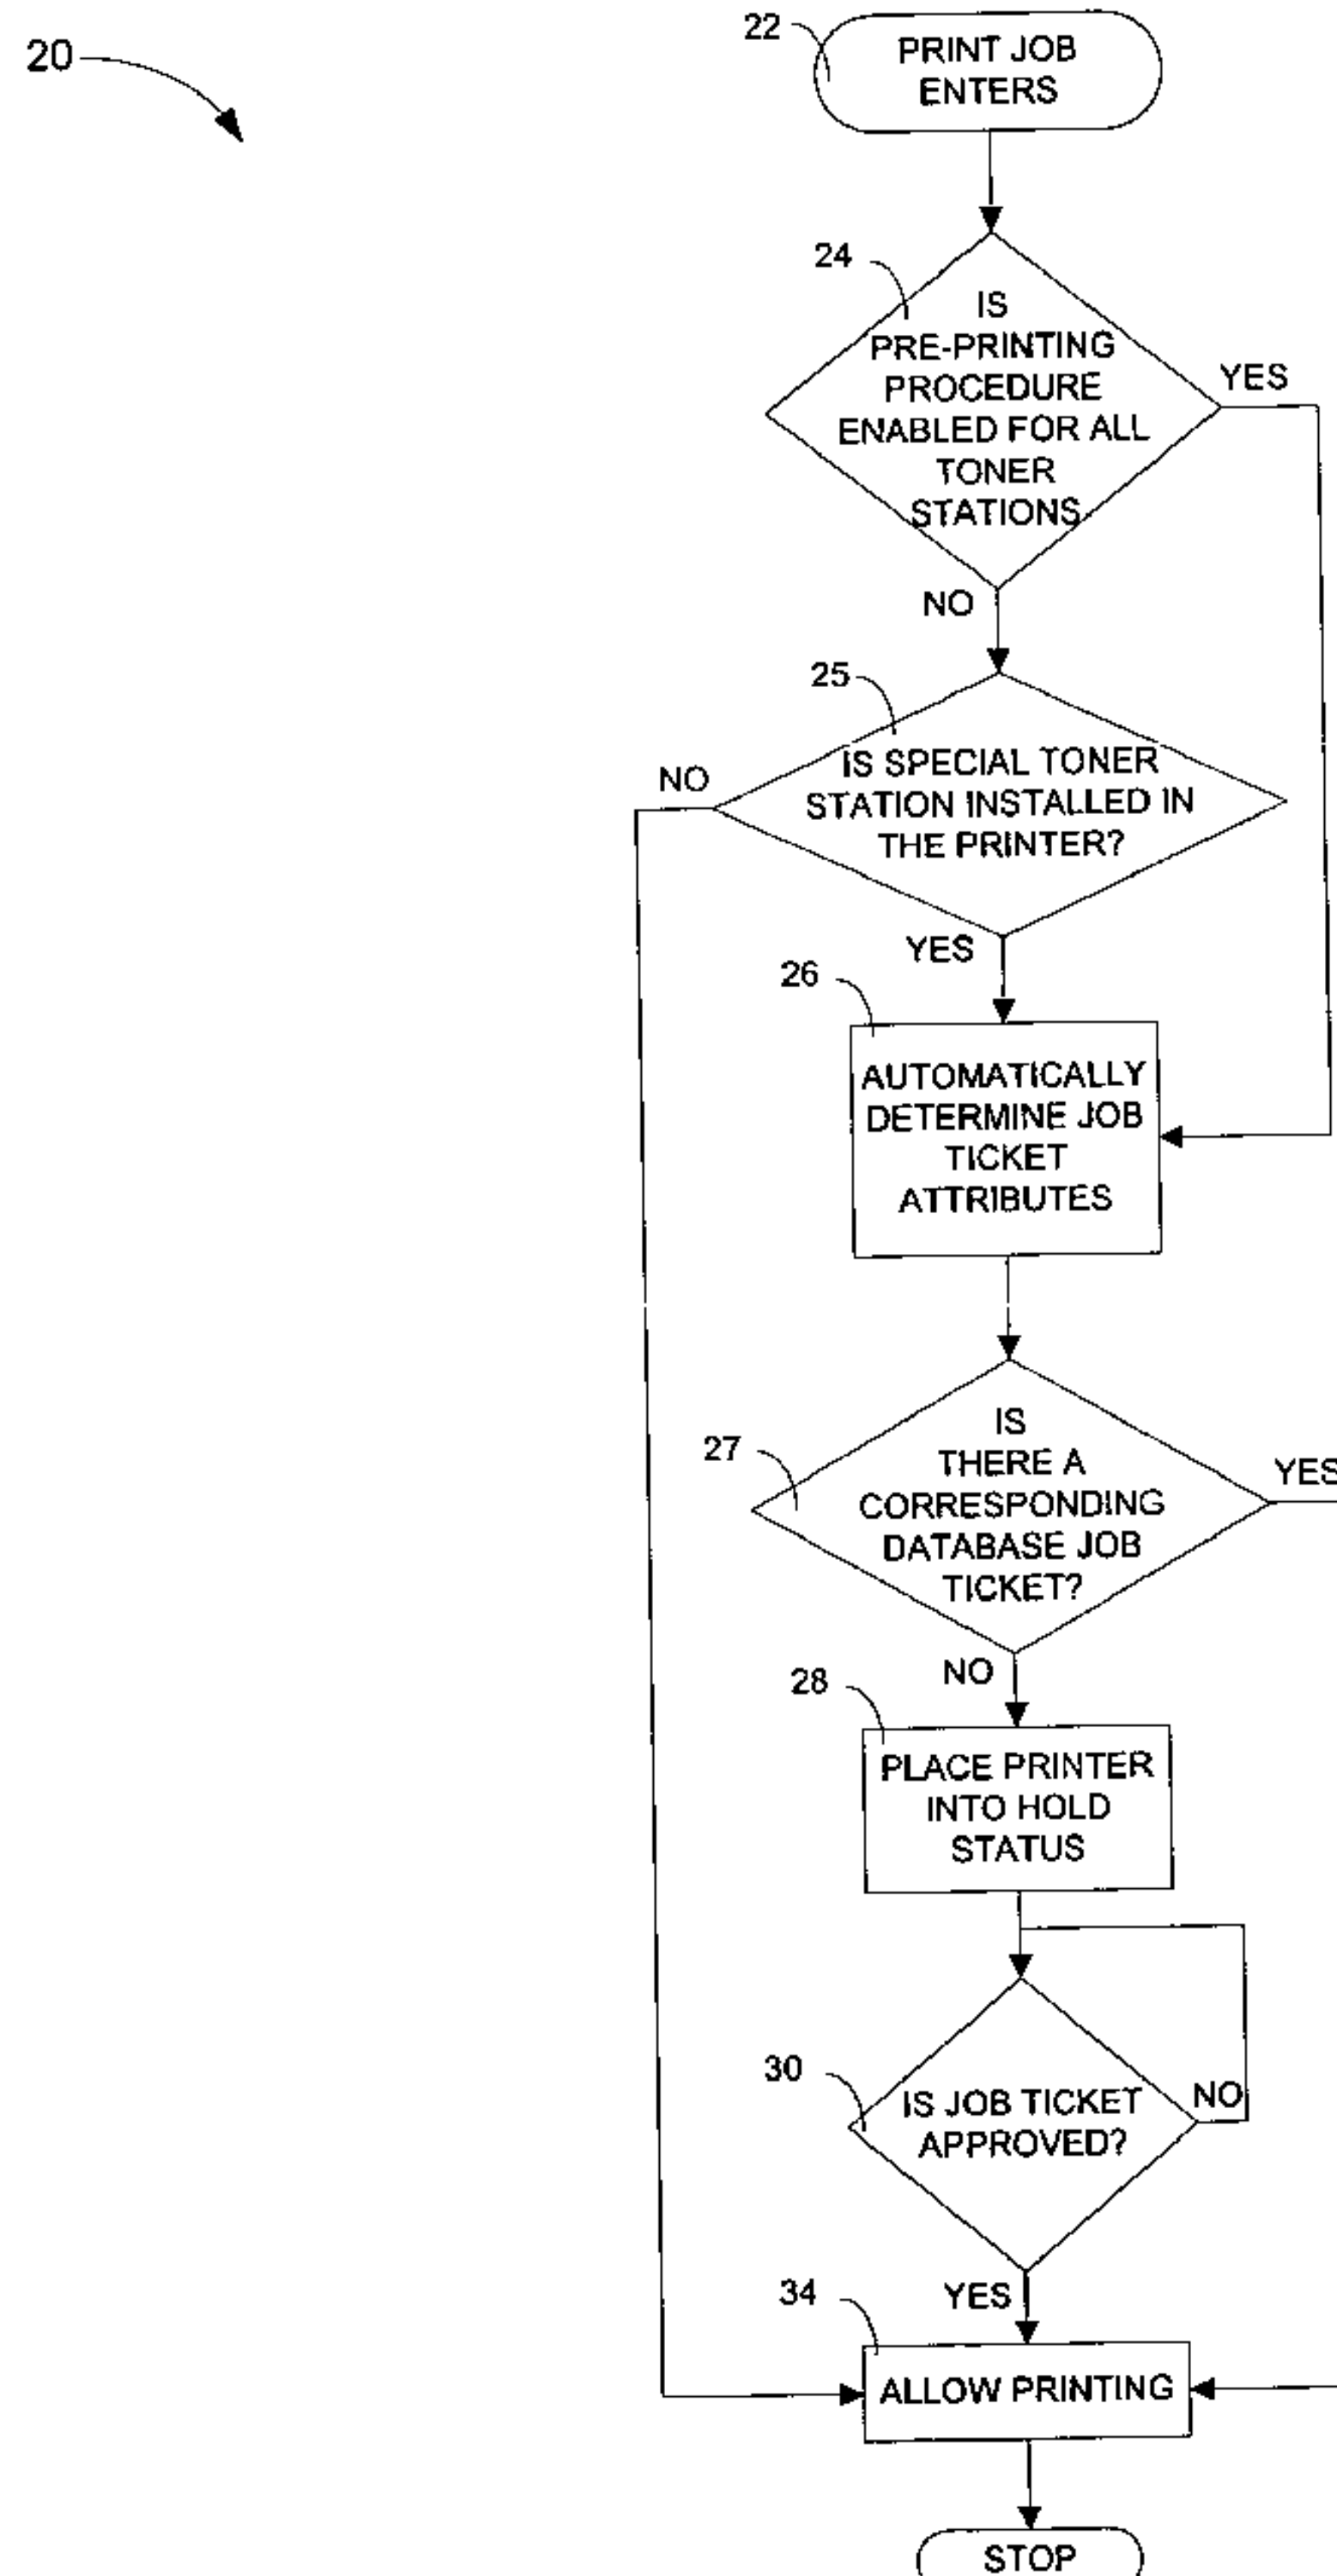 20
22
PRINT JOB
ENTERS
24
IS
PRE-PRINTING
PROCEDURE
ENABLED FOR ALL
TONER
STATIONS
YES
NO
25
IS SPECIAL TONER
STATION INSTALLED IN
THE PRINTER?
NO
YES
26
AUTOMATICALLY
DETERMINE JOB
TICKET
ATTRIBUTES
27
IS
THERE A
CORRESPONDING
DATABASE JOB
TICKET?
YES
NO
28
PLACE PRINTER
INTO HOLD
STATUS
30
IS JOB TICKET
APPROVED?
NO
YES
34
ALLOW PRINTING
STOP